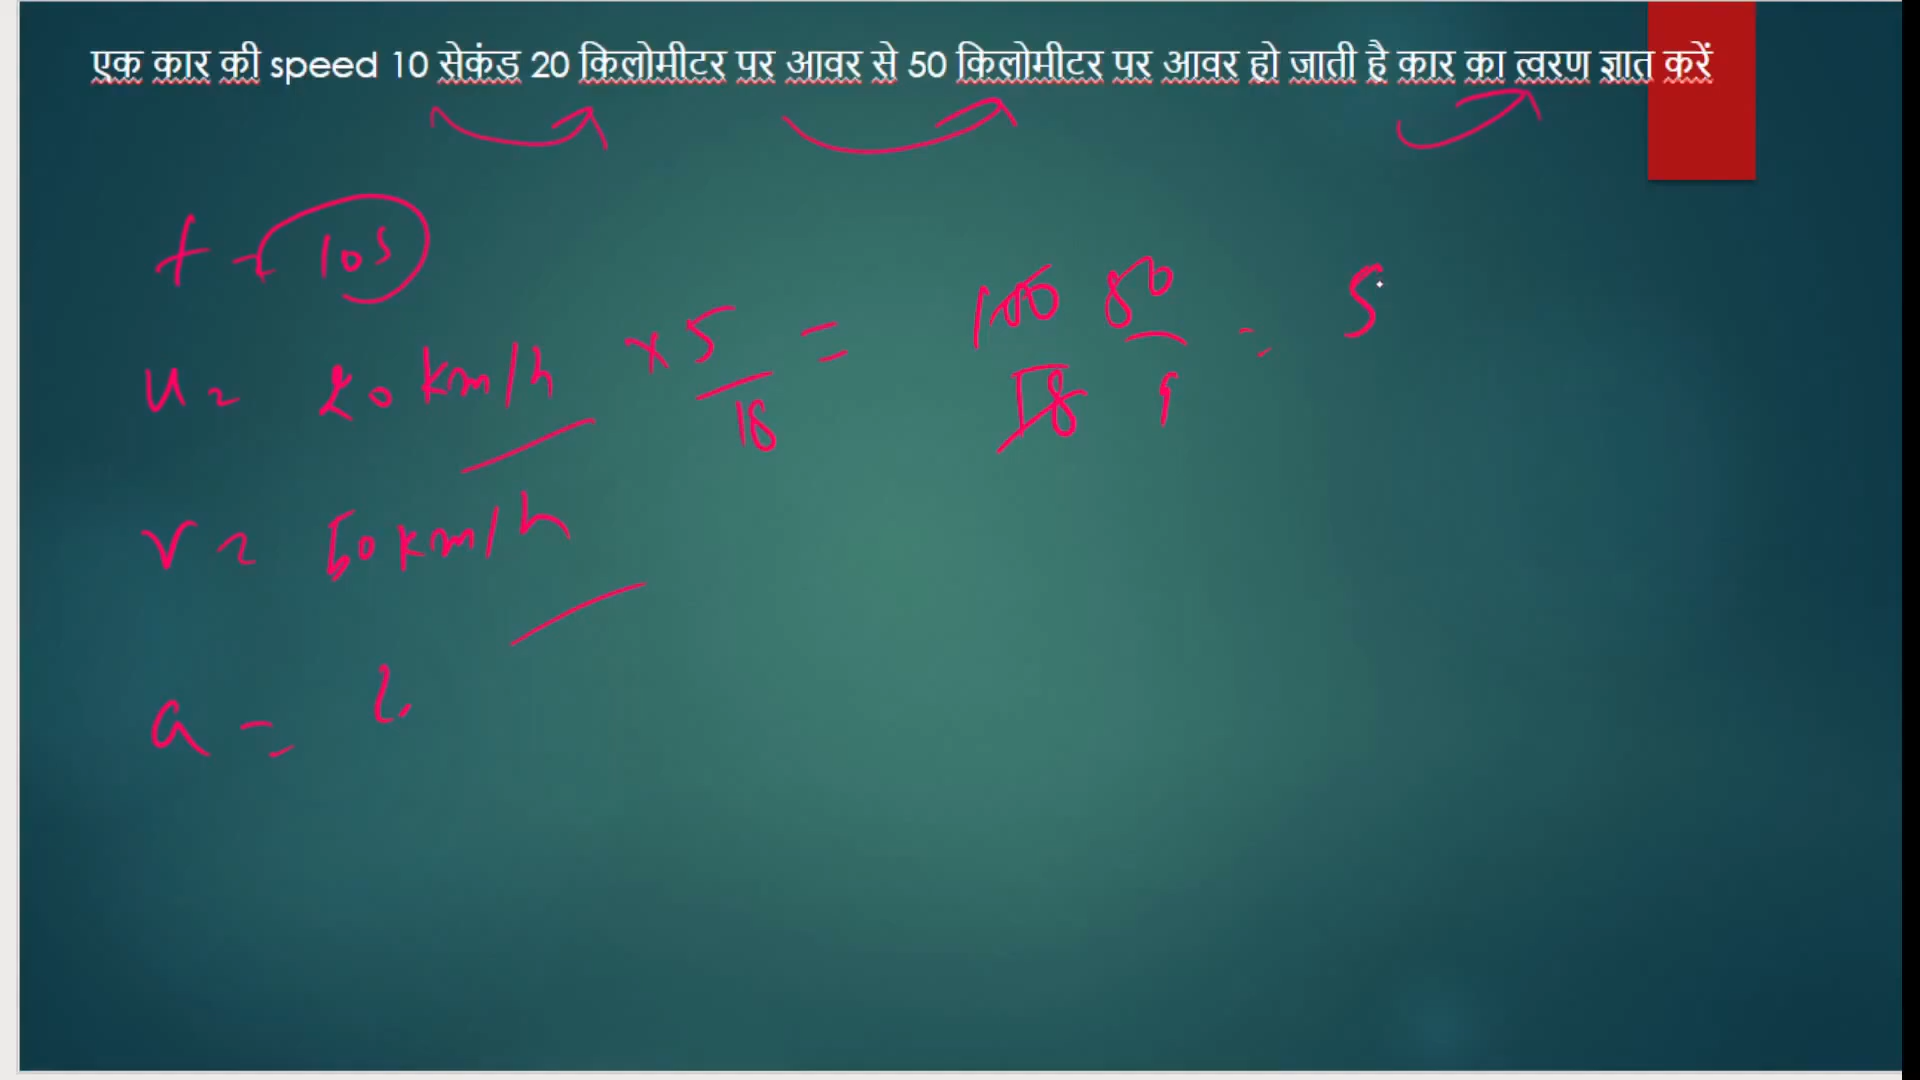 एक कार की speed 10 सेकंड 20 किलोमीटर पर आवर से 50 किलोमीटर पर आवर हो जाती है कार का त्वरण ज्ञात करें
t = 10s
u = 20 km/h × 5/18 = 100/18 50/9 = 5
v = 50 km/h
a =